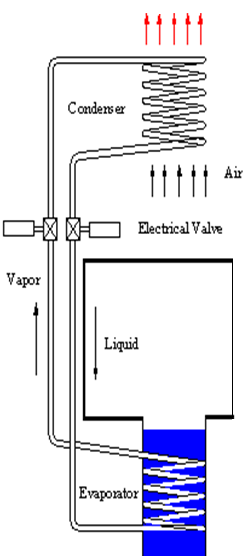 Condenser
Air
Electrical Valve
Vapor
Liquid
Evaporator